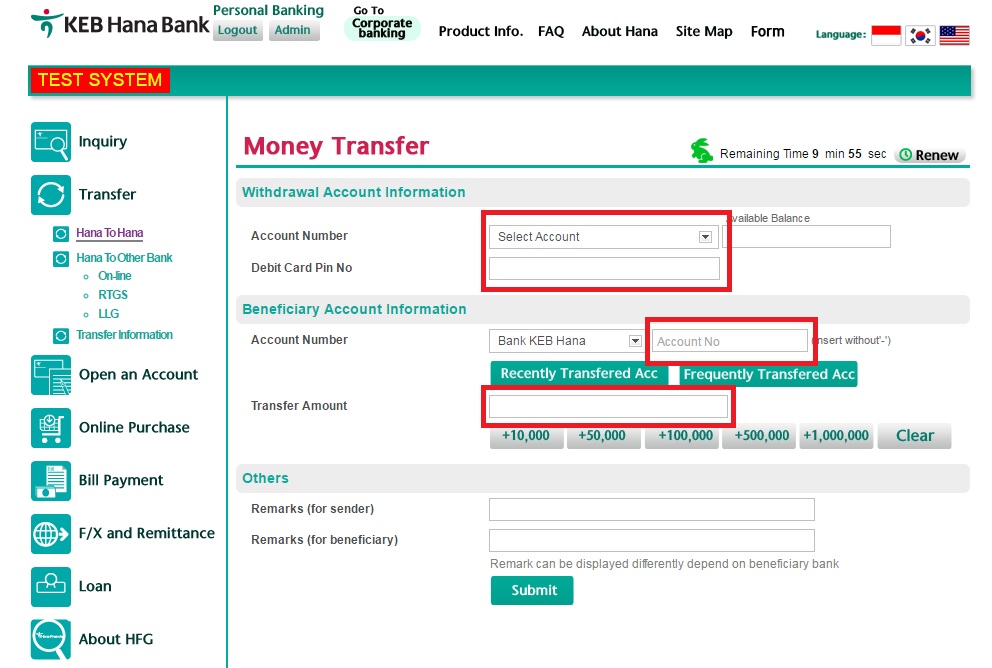 KEB Hana Bank
Personal Banking
Logout Admin
Go To
Corporate
banking
Product Info. FAQ About Hana Site Map Form
Language:
TEST SYSTEM
Inquiry
Transfer
Hana To Hana
Hana To Other Bank
On-line
RTGS
LLG
Transfer Information
Open an Account
Online Purchase
Bill Payment
F/X and Remittance
Loan
About HFG
Money Transfer
Remaining Time 9 min 55 sec Renew
Withdrawal Account Information
Available Balance
Account Number Select Account
Debit Card Pin No
Beneficiary Account Information
Account Number Bank KEB Hana Account No (insert without'-')
Recently Transfered Acc Frequently Transfered Acc
Transfer Amount
+10,000 +50,000 +100,000 +500,000 +1,000,000 Clear
Others
Remarks (for sender)
Remarks (for beneficiary)
Remark can be displayed differently depend on beneficiary bank
Submit